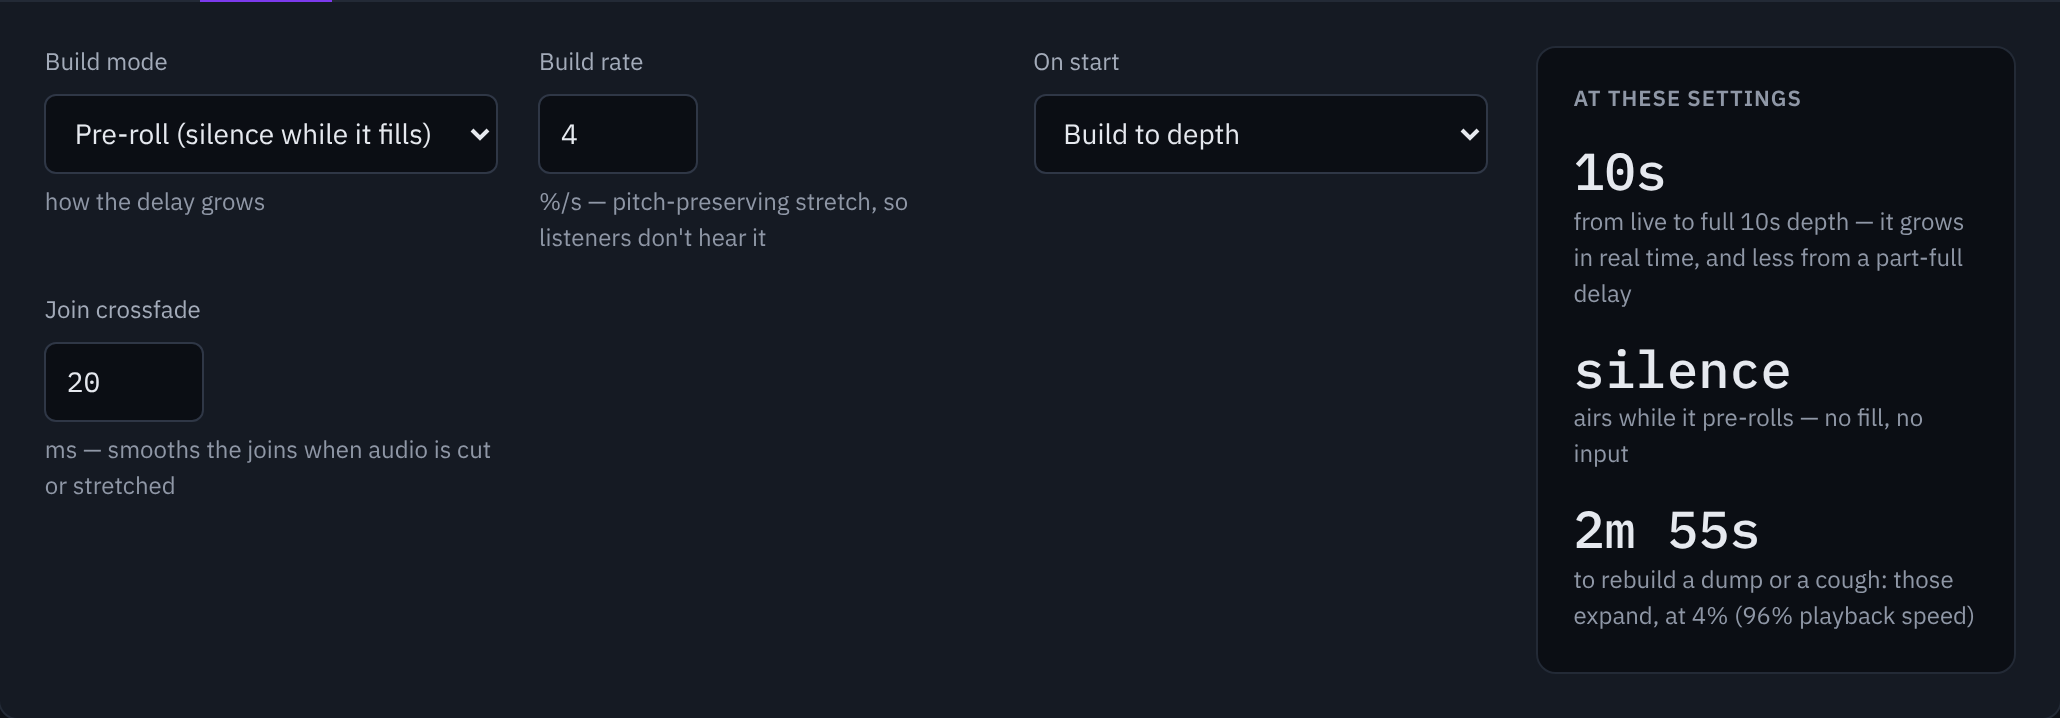 Build mode
Pre-roll (silence while it fills)
how the delay grows
Build rate
4
%/s — pitch-preserving stretch, so
listeners don't hear it
On start
Build to depth
Join crossfade
20
ms — smooths the joins when audio is cut
or stretched
AT THESE SETTINGS
10s
from live to full 10s depth — it grows
in real time, and less from a part-full
delay
silence
airs while it pre-rolls — no fill, no
input
2m 55s
to rebuild a dump or a cough: those
expand, at 4% (96% playback speed)